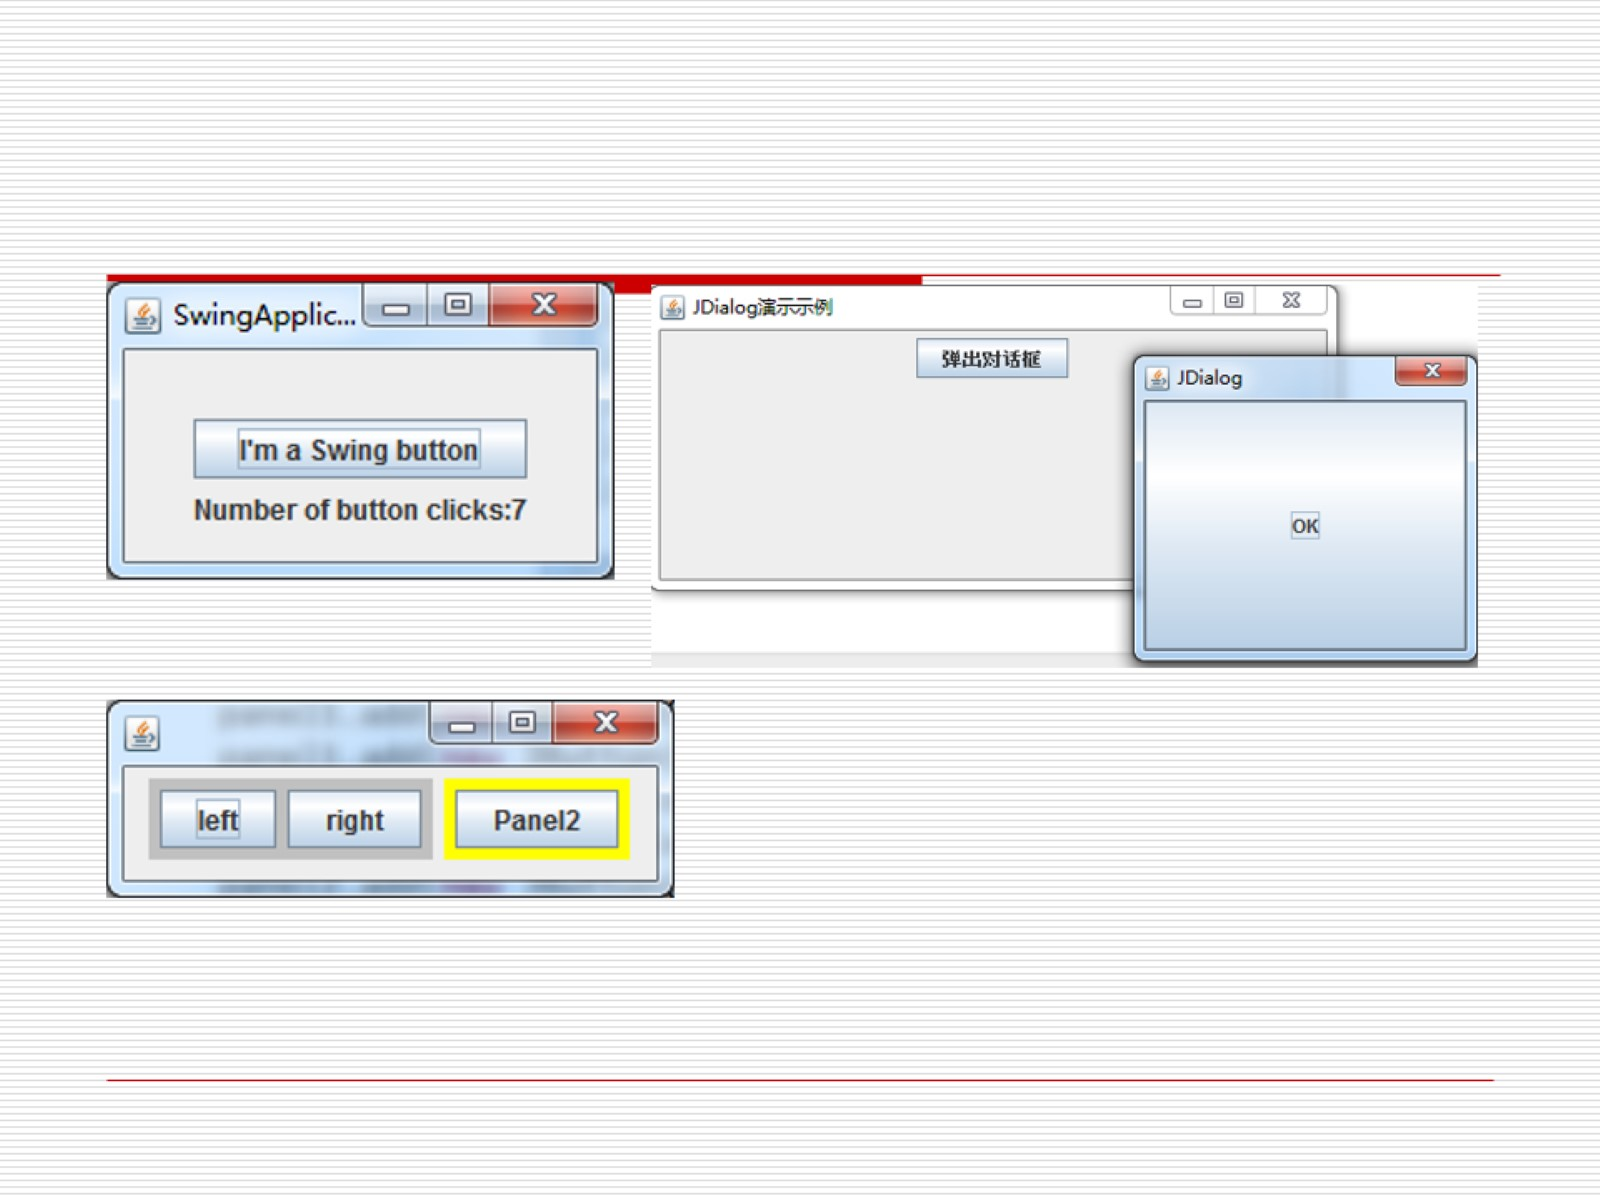 SwingApplic...
I'm a Swing button
Number of button clicks:7
JDialog演示示例
弹出对话框
JDialog
OK
left
right
Panel2